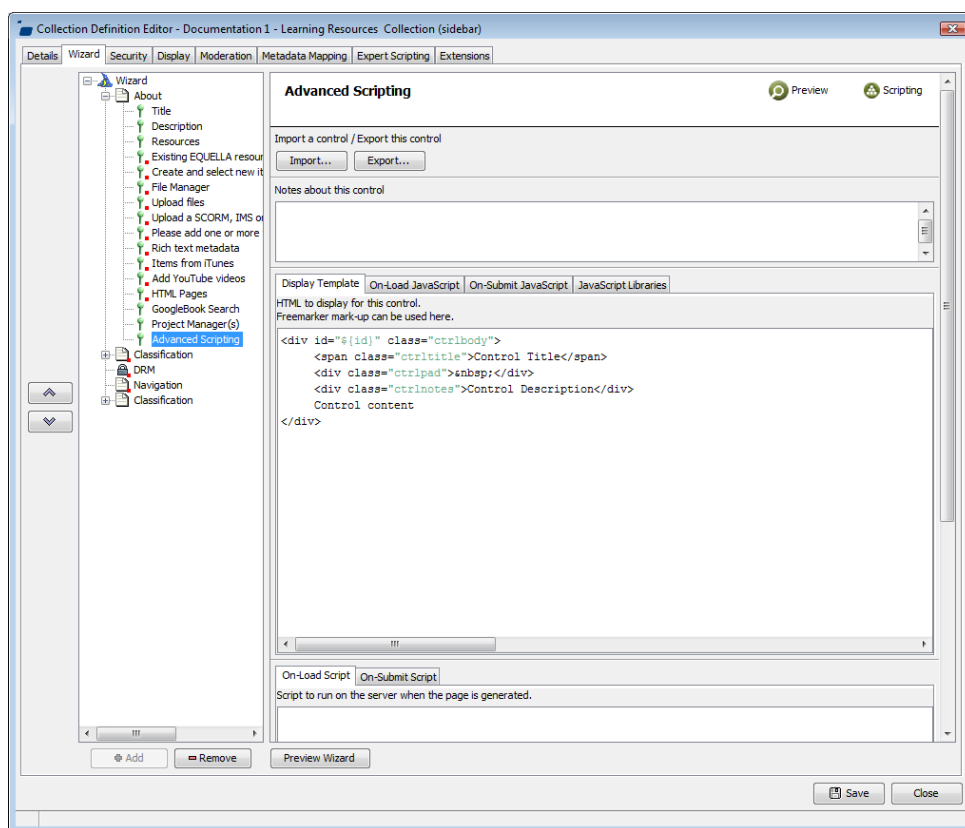 Collection Definition Editor - Documentation 1 - Learning Resources Collection (sidebar)
Details Wizard Security Display Moderation Metadata Mapping Expert Scripting Extensions
Wizard
About
Title
Description
Resources
Existing EQUELLA resour
Create and select new it
File Manager
Upload files
Upload a SCORM, IMS or
Please add one or more
Rich text metadata
Items from iTunes
Add YouTube videos
HTML Pages
GoogleBook Search
Project Manager(s)
Advanced Scripting
Classification
DRM
Navigation
Classification
Add Remove
Advanced Scripting Preview Scripting
Import a control / Export this control
Import... Export...
Notes about this control
Display Template On-Load JavaScript On-Submit JavaScript JavaScript Libraries
HTML to display for this control.
Freemarker mark-up can be used here.
<div id="${id}" class="ctrlbody">
<span class="ctrltitle">Control Title</span>
<div class="ctrlpad">&nbsp;</div>
<div class="ctrlnotes">Control Description</div>
Control content
</div>
On-Load Script On-Submit Script
Script to run on the server when the page is generated.
Preview Wizard
Save Close